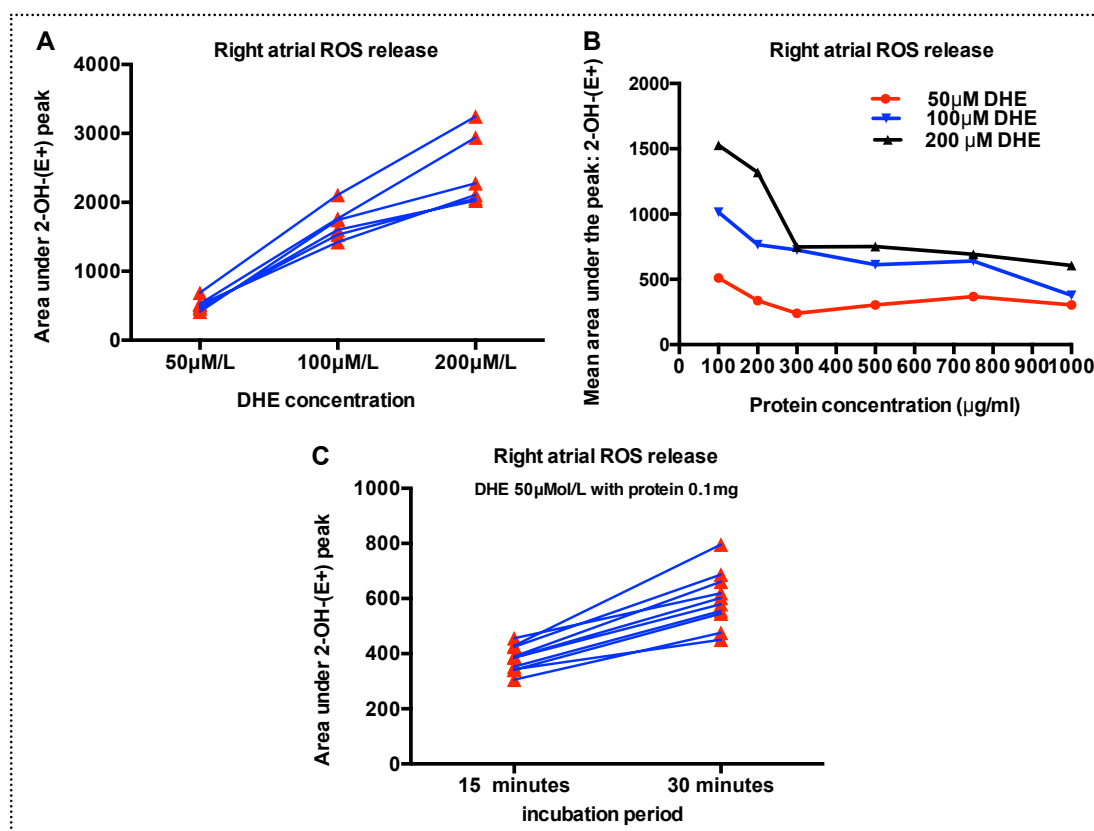 A
Right atrial ROS release
Area under 2-OH-(E+) peak
4000
3000
2000
1000
0
50µM/L 100µM/L 200µM/L
DHE concentration
B
Right atrial ROS release
Mean area under the peak: 2-OH-(E+)
2000
1500
1000
500
0
50µM DHE
100µM DHE
200 µM DHE
0 100 200 300 400 500 600 700 800 900 1000
Protein concentration (µg/ml)
C
Right atrial ROS release
DHE 50µMol/L with protein 0.1mg
Area under 2-OH-(E+) peak
1000
800
600
400
200
0
15 minutes 30 minutes
incubation period